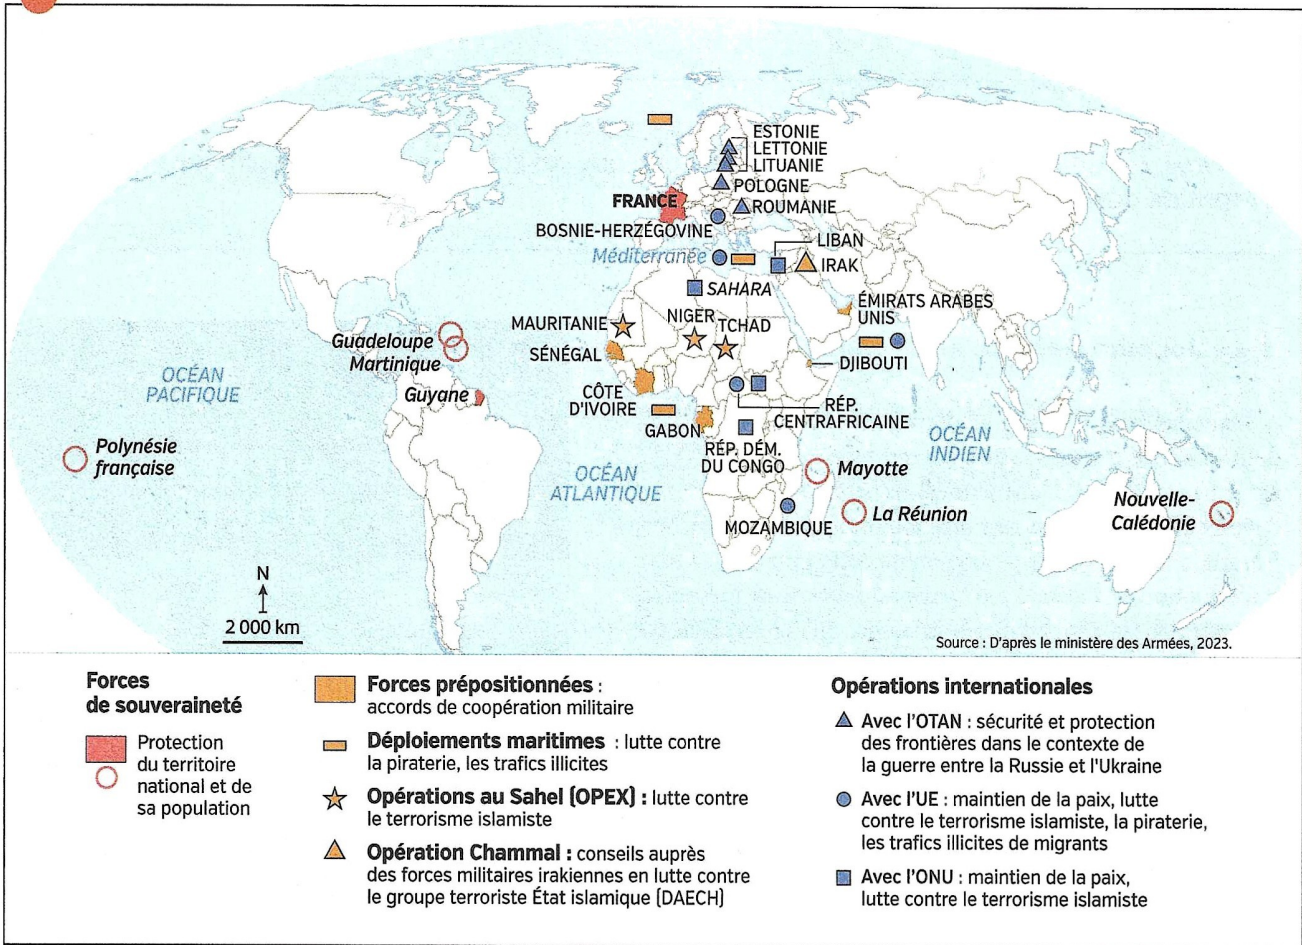 ESTONIE
LETTONIE
LITUANIE
POLOGNE
FRANCE
ROUMANIE
BOSNIE-HERZÉGOVINE
LIBAN
Méditerranée
IRAK
SAHARA
ÉMIRATS ARABES
UNIS
MAURITANIE
NIGER
TCHAD
Guadeloupe
Martinique
SÉNÉGAL
DJIBOUTI
OCÉAN
PACIFIQUE
Guyane
CÔTE
D'IVOIRE
RÉP.
CENTRAFRICAINE
GABON
OCÉAN
INDIEN
Polynésie
française
RÉP. DÉM.
DU CONGO
Mayotte
OCÉAN
ATLANTIQUE
Nouvelle-
Calédonie
La Réunion
MOZAMBIQUE
N
2 000 km
Source : D'après le ministère des Armées, 2023.
Forces
de souveraineté
Protection
du territoire
national et de
sa population
Forces prépositionnées :
accords de coopération militaire
Déploiements maritimes : lutte contre
la piraterie, les trafics illicites
Opérations au Sahel (OPEX) : lutte contre
le terrorisme islamiste
Opération Chammal : conseils auprès
des forces militaires irakiennes en lutte contre
le groupe terroriste État islamique (DAECH)
Opérations internationales
Avec l'OTAN : sécurité et protection
des frontières dans le contexte de
la guerre entre la Russie et l'Ukraine
Avec l'UE : maintien de la paix, lutte
contre le terrorisme islamiste, la piraterie,
les trafics illicites de migrants
Avec l'ONU : maintien de la paix,
lutte contre le terrorisme islamiste